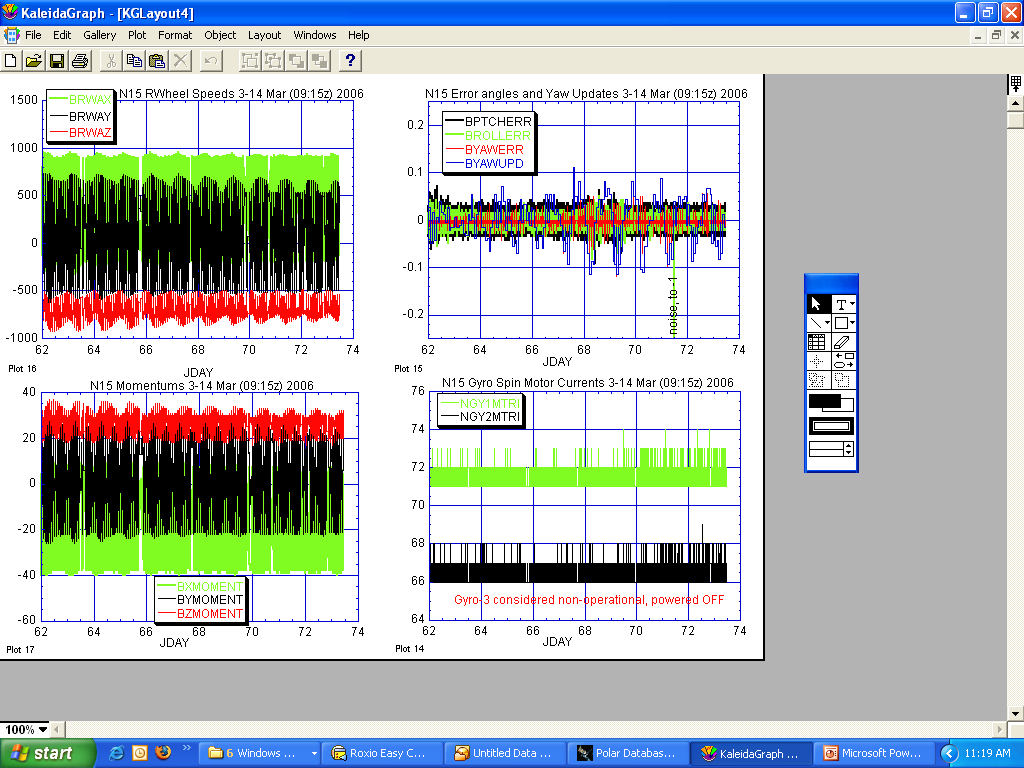 KaleidaGraph - [KGLayout4]
File Edit Gallery Plot Format Object Layout Windows Help
N15 RWheel Speeds 3-14 Mar (09:15z) 2006
BRWAX
BRWAY
BRWAZ
1500
1000
500
0
-500
-1000
62 64 66 68 70 72 74
JDAY
Plot 16
N15 Error angles and Yaw Updates 3-14 Mar (09:15z) 2006
BPTCHERR
BROLLERR
BYAWERR
BYAWUPD
0.2
0.1
0
-0.1
-0.2
noise, to -1
62 64 66 68 70 72 74
JDAY
Plot 15
N15 Momentums 3-14 Mar (09:15z) 2006
40
20
0
-20
-40
-60
BXMOMENT
BYMOMENT
BZMOMENT
62 64 66 68 70 72 74
JDAY
Plot 17
N15 Gyro Spin Motor Currents 3-14 Mar (09:15z) 2006
NGY1MTRI
NGY2MTRI
76
74
72
70
68
66
64
Gyro-3 considered non-operational, powered OFF
62 64 66 68 70 72 74
JDAY
Plot 14
T
100%
start
6 Windows ...
Roxio Easy C...
Untitled Data ...
Polar Databas...
KaleidaGraph ...
Microsoft Pow...
11:19 AM